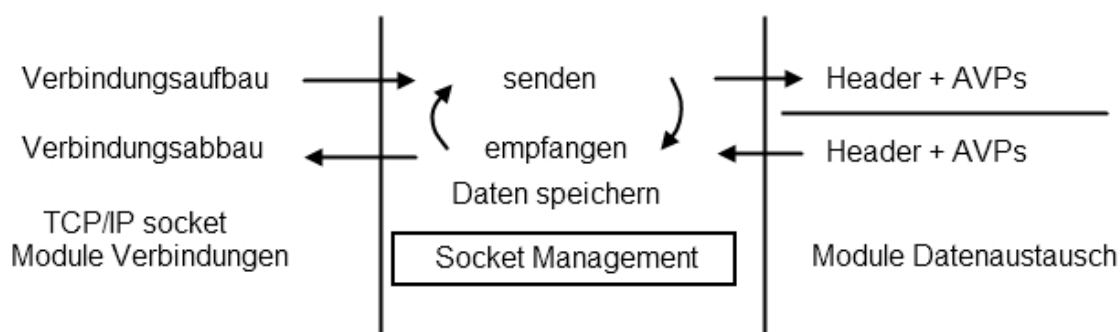 Verbindungsaufbau
senden
Header + AVPs
Verbindungsabbau
empfangen
Header + AVPs
Daten speichern
TCP/IP socket
Module Verbindungen
Socket Management
Module Datenaustausch